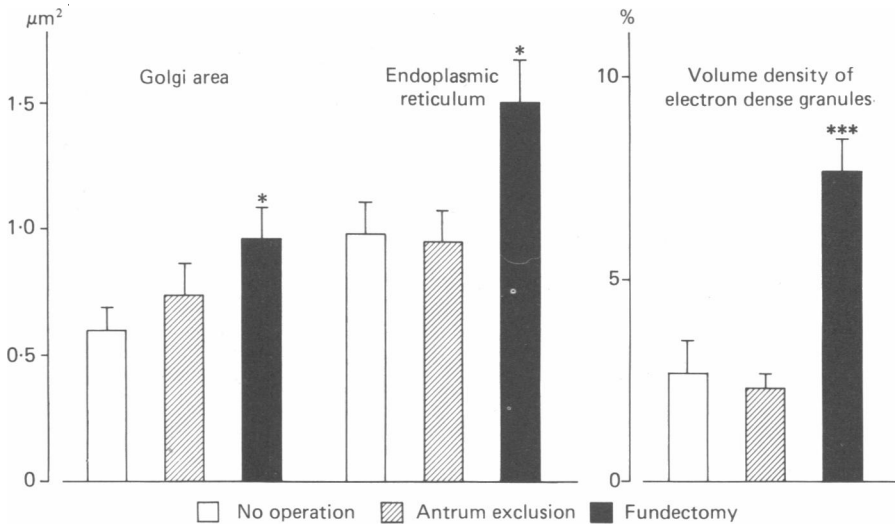 μm²
%
Golgi area
Endoplasmic
reticulum
Volume density of
electron dense granules
*
*
***
1·5
1·0
0·5
0
10
5
0
No operation
Antrum exclusion
Fundectomy